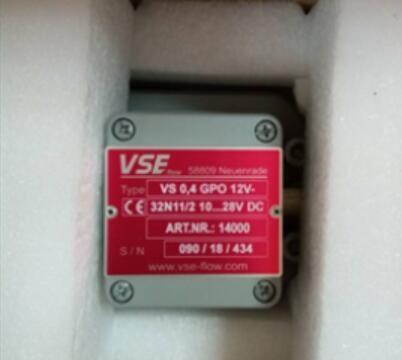 VSE flow 58809 Neuenrade
Type VS 0,4 GPO 12V-
CE 32N11/2 10...28V DC
ART.NR.: 14000
S/N 090 / 18 / 434
www.vse-flow.com